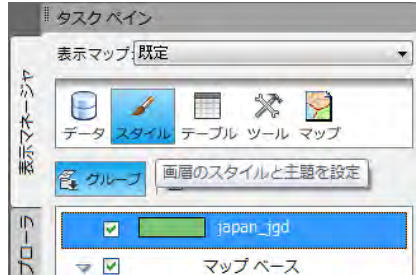 タスク ペイン
表示マップ:既定
データ スタイル テーブル ツール マップ
表示マネージャ
グループ
画層のスタイルと主題を設定
japan_jgd
マップ ベース
プローラ